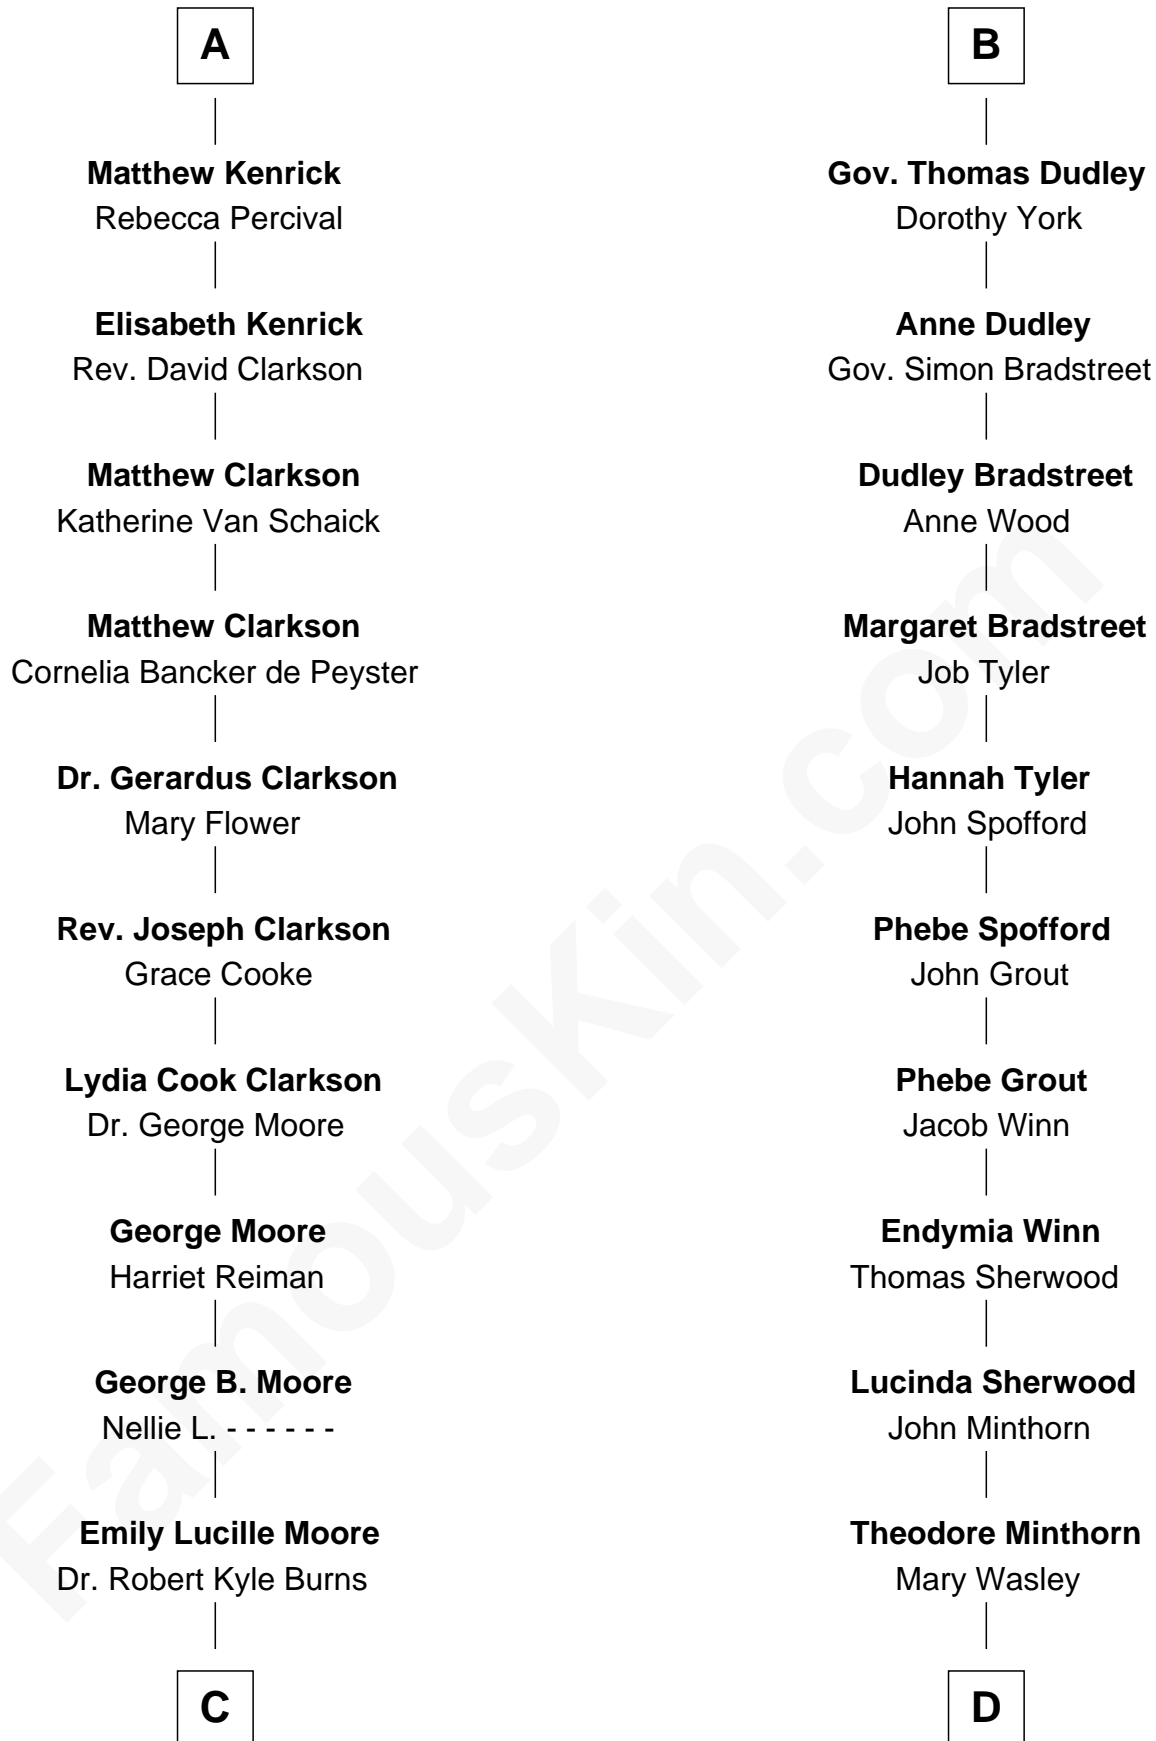 A
Matthew Kenrick
Rebecca Percival
Elisabeth Kenrick
Rev. David Clarkson
Matthew Clarkson
Katherine Van Schaick
Matthew Clarkson
Cornelia Bancker de Peyster
Dr. Gerardus Clarkson
Mary Flower
Rev. Joseph Clarkson
Grace Cooke
Lydia Cook Clarkson
Dr. George Moore
George Moore
Harriet Reiman
George B. Moore
Nellie L. - - - - - -
Emily Lucille Moore
Dr. Robert Kyle Burns
C
B
Gov. Thomas Dudley
Dorothy York
Anne Dudley
Gov. Simon Bradstreet
Dudley Bradstreet
Anne Wood
Margaret Bradstreet
Job Tyler
Hannah Tyler
John Spofford
Phebe Spofford
John Grout
Phebe Grout
Jacob Winn
Endymia Winn
Thomas Sherwood
Lucinda Sherwood
John Minthorn
Theodore Minthorn
Mary Wasley
D
FamousKin.com